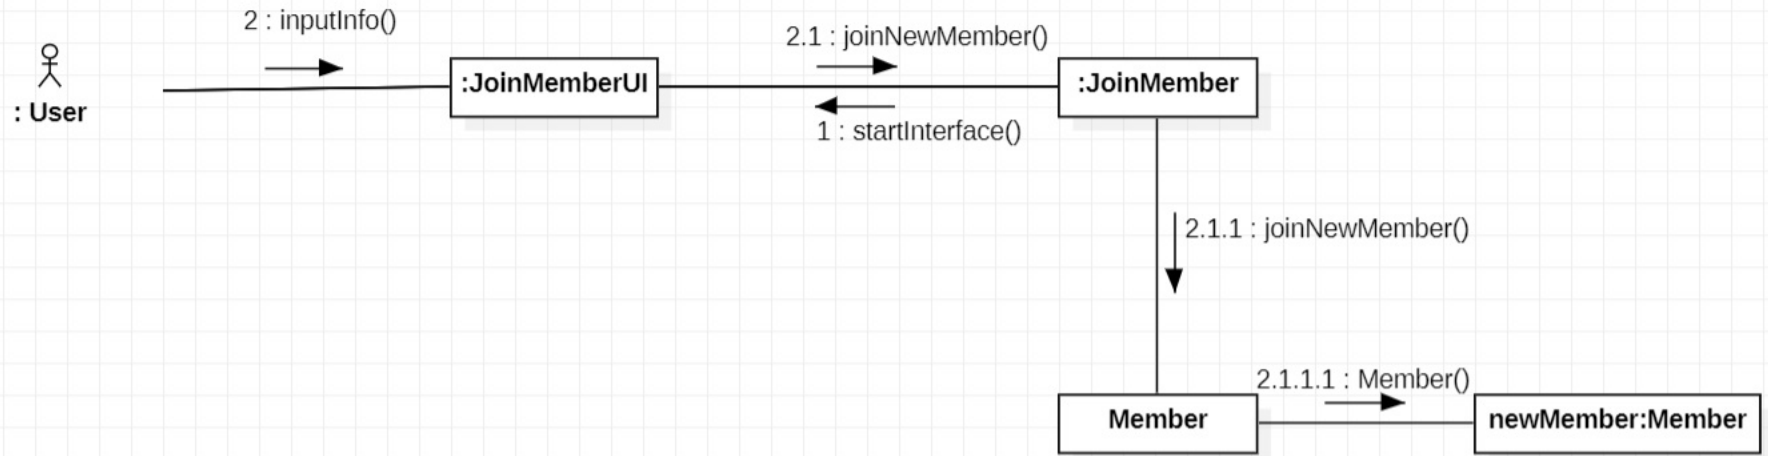 2 : inputInfo()
2.1 : joinNewMember()
:JoinMemberUI
:JoinMember
: User
1 : startInterface()
2.1.1 : joinNewMember()
2.1.1.1 : Member()
Member
newMember:Member